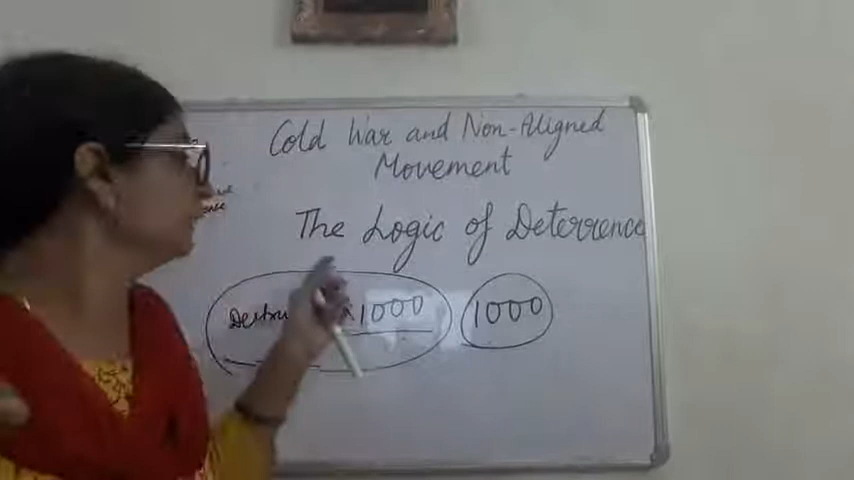 Cold War and Non-Aligned
Movement
The Logic of Deterrence
1000 1000